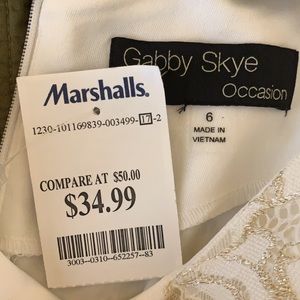 Gabby Skye
Occasion
6
MADE IN
VIETNAM
Marshalls.
1230-101169839-003499-17-2
COMPARE AT $50.00
$34.99
3003--0310--652257--83